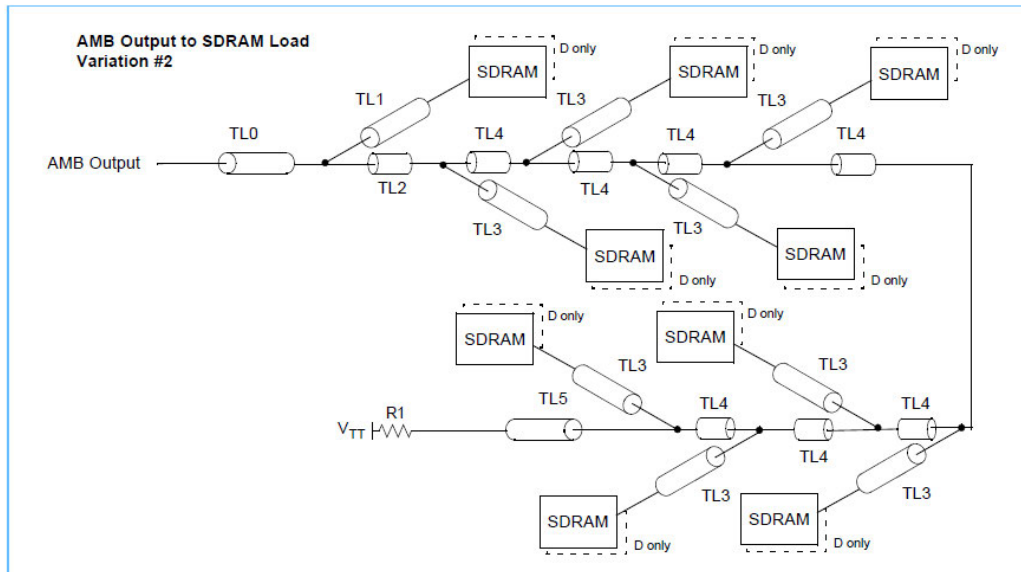 AMB Output to SDRAM Load
Variation #2
D only
D only
D only
SDRAM
SDRAM
SDRAM
TL1
TL3
TL3
TL0
TL4
TL4
TL4
AMB Output
TL2
TL4
TL3
TL3
SDRAM
SDRAM
D only
D only
D only
D only
SDRAM
SDRAM
TL3
TL3
TL5
TL4
TL4
R1
VTT
TL4
TL3
TL3
SDRAM
SDRAM
D only
D only